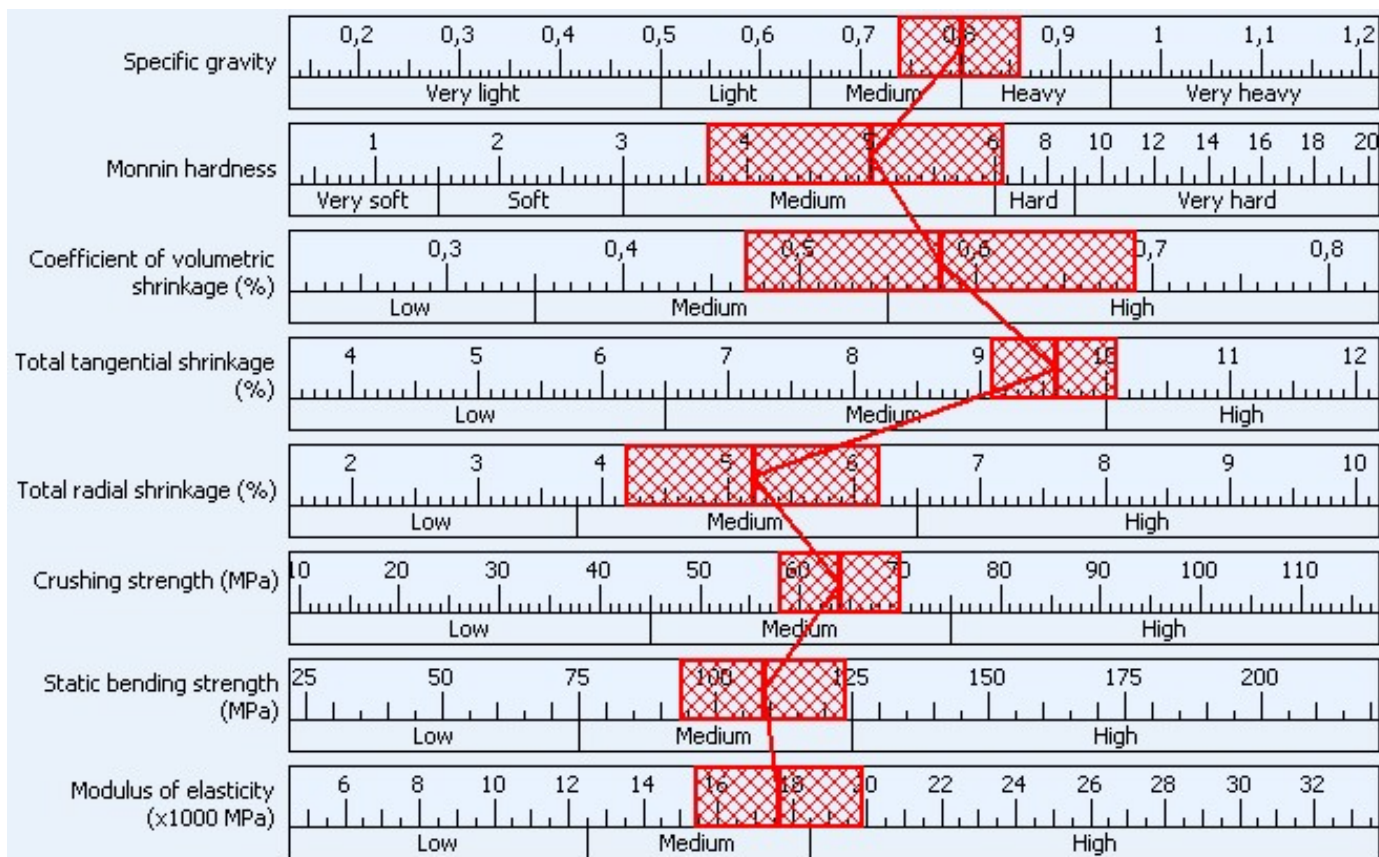 0,2 0,3 0,4 0,5 0,6 0,7 0,8 0,9 1 1,1 1,2
Specific gravity
Very light Light Medium Heavy Very heavy
1 2 3 4 5 6 8 10 12 14 16 18 20
Monnin hardness
Very soft Soft Medium Hard Very hard
0,3 0,4 0,5 0,6 0,7 0,8
Coefficient of volumetric
shrinkage (%)
Low Medium High
4 5 6 7 8 9 10 11 12
Total tangential shrinkage
(%)
Low Medium High
2 3 4 5 6 7 8 9 10
Total radial shrinkage (%)
Low Medium High
10 20 30 40 50 60 70 80 90 100 110
Crushing strength (MPa)
Low Medium High
25 50 75 100 125 150 175 200
Static bending strength
(MPa)
Low Medium High
6 8 10 12 14 16 18 20 22 24 26 28 30 32
Modulus of elasticity
(x1000 MPa)
Low Medium High